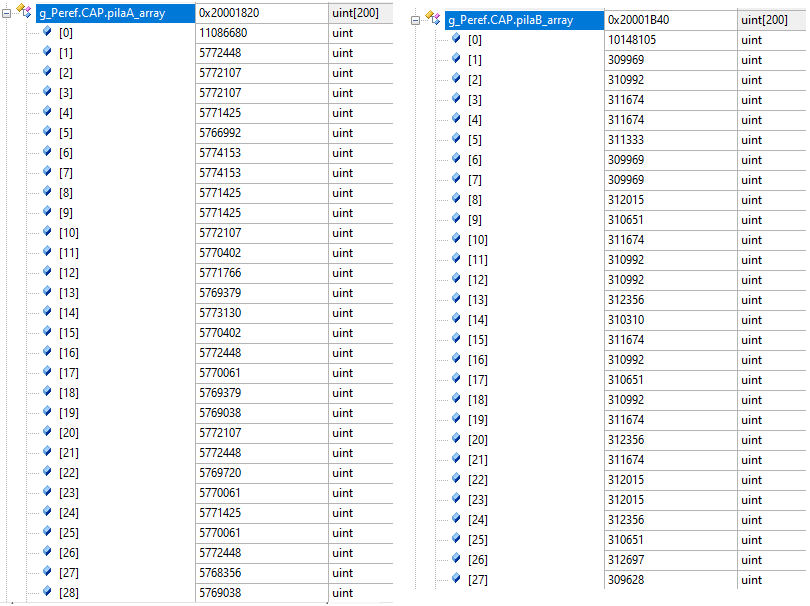 g_Peref.CAP.pilaA_array 0x20001820 uint[200]
[0] 11086680 uint
[1] 5772448 uint
[2] 5772107 uint
[3] 5772107 uint
[4] 5771425 uint
[5] 5766992 uint
[6] 5774153 uint
[7] 5774153 uint
[8] 5771425 uint
[9] 5771425 uint
[10] 5772107 uint
[11] 5770402 uint
[12] 5771766 uint
[13] 5769379 uint
[14] 5773130 uint
[15] 5770402 uint
[16] 5772448 uint
[17] 5770061 uint
[18] 5769379 uint
[19] 5769038 uint
[20] 5772107 uint
[21] 5772448 uint
[22] 5769720 uint
[23] 5770061 uint
[24] 5771425 uint
[25] 5770061 uint
[26] 5772448 uint
[27] 5768356 uint
[28] 5769038 uint
g_Peref.CAP.pilaB_array 0x20001B40 uint[200]
[0] 10148105 uint
[1] 309969 uint
[2] 310992 uint
[3] 311674 uint
[4] 311674 uint
[5] 311333 uint
[6] 309969 uint
[7] 309969 uint
[8] 312015 uint
[9] 310651 uint
[10] 311674 uint
[11] 310992 uint
[12] 310992 uint
[13] 312356 uint
[14] 310310 uint
[15] 311674 uint
[16] 310992 uint
[17] 310651 uint
[18] 310992 uint
[19] 311674 uint
[20] 312356 uint
[21] 311674 uint
[22] 312015 uint
[23] 312015 uint
[24] 312356 uint
[25] 310651 uint
[26] 312697 uint
[27] 309628 uint